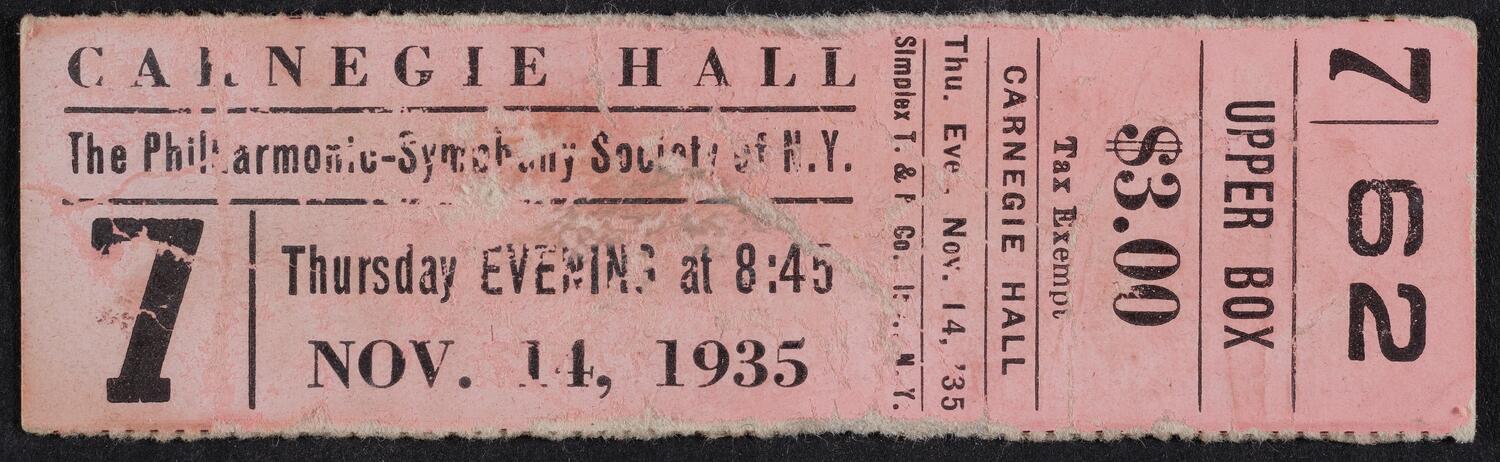 CARNEGIE HALL
The Philharmonic-Symphony Society of N.Y.
7
Thursday EVENING at 8:45
NOV. 14, 1935
Simplex T. & P Co. N.Y.
Thu. Eve. Nov. 14, '35
CARNEGIE HALL
Tax Exempt
$3.00
UPPER BOX
7 62